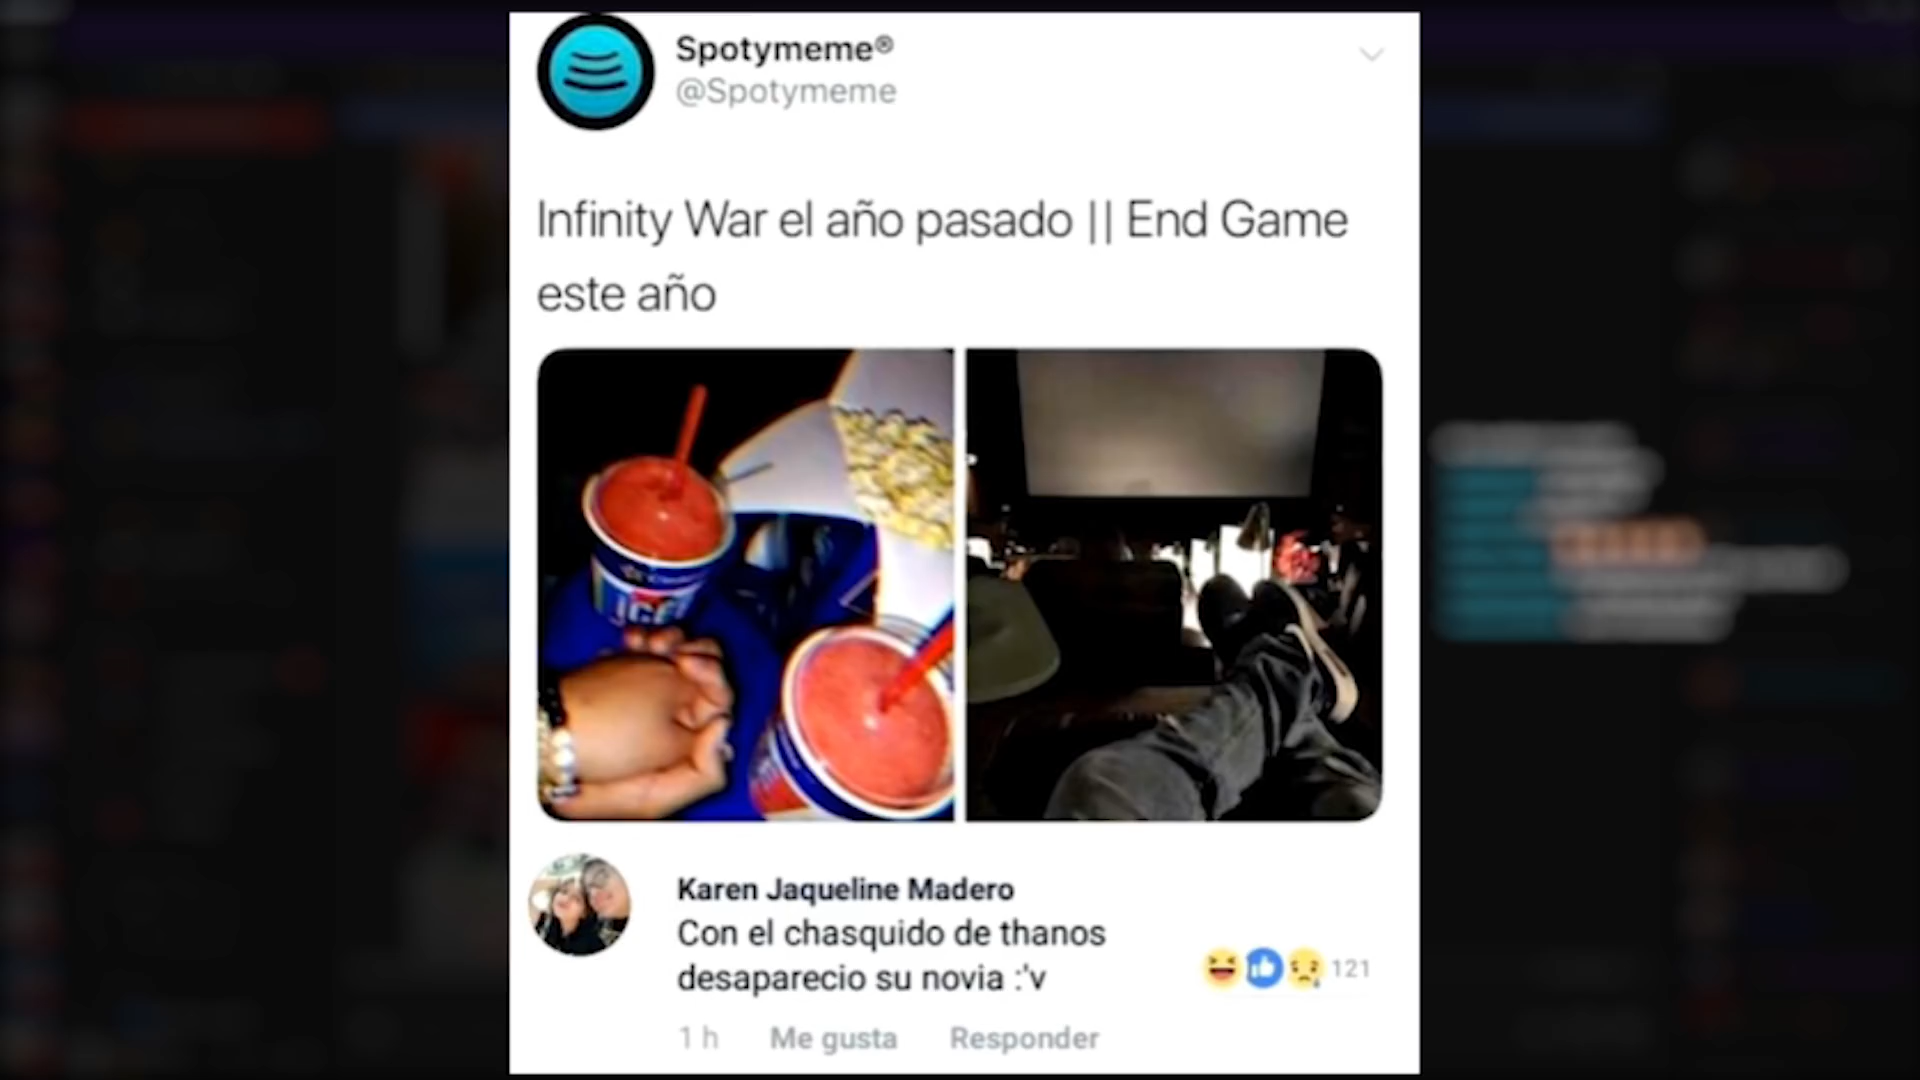 Spotymeme®
@Spotymeme
Infinity War el año pasado || End Game
este año
ICEE
Karen Jaqueline Madero
Con el chasquido de thanos
desaparecio su novia :'v
121
1 h Me gusta Responder